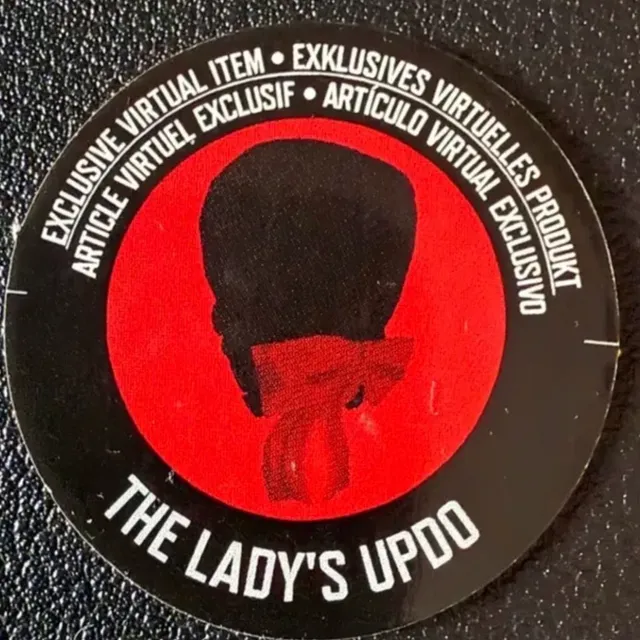 EXCLUSIVE VIRTUAL ITEM • EXKLUSIVES VIRTUELLES PRODUKT
ARTICLE VIRTUEL EXCLUSIF • ARTÍCULO VIRTUAL EXCLUSIVO
THE LADY'S UPDO